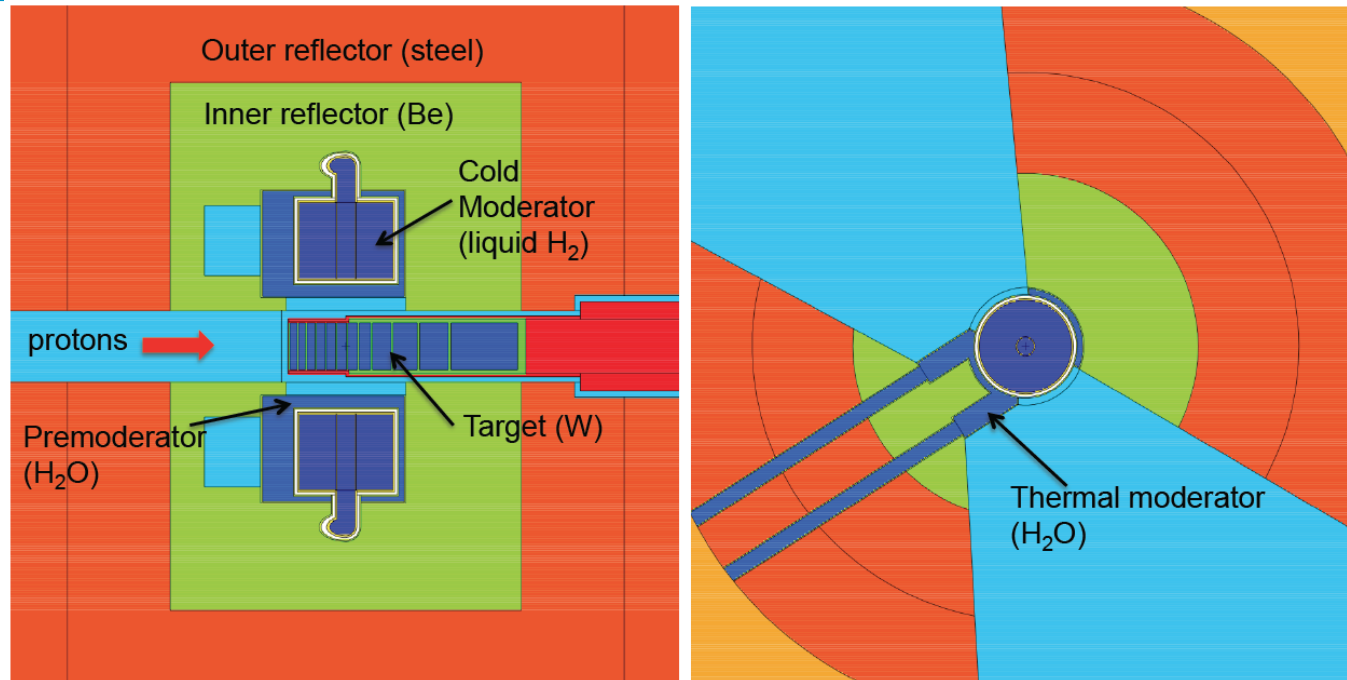 Outer reflector (steel)
Inner reflector (Be)
Cold
Moderator
(liquid H₂)
protons
Premoderator
(H₂O)
Target (W)
Thermal moderator
(H₂O)